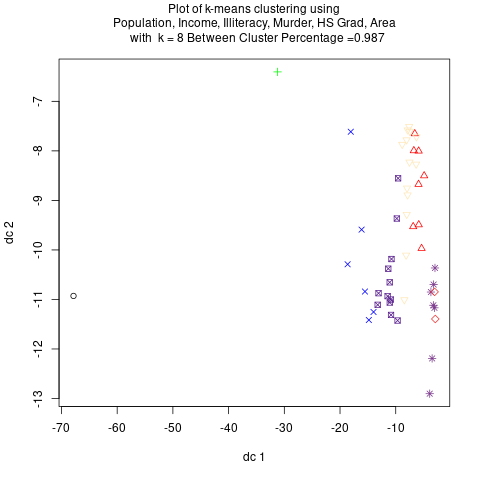 Plot of k-means clustering using
Population, Income, Illiteracy, Murder, HS Grad, Area
with k = 8 Between Cluster Percentage =0.987
-7
-8
-9
-10
-11
-12
-13
dc 2
-70
-60
-50
-40
-30
-20
-10
dc 1